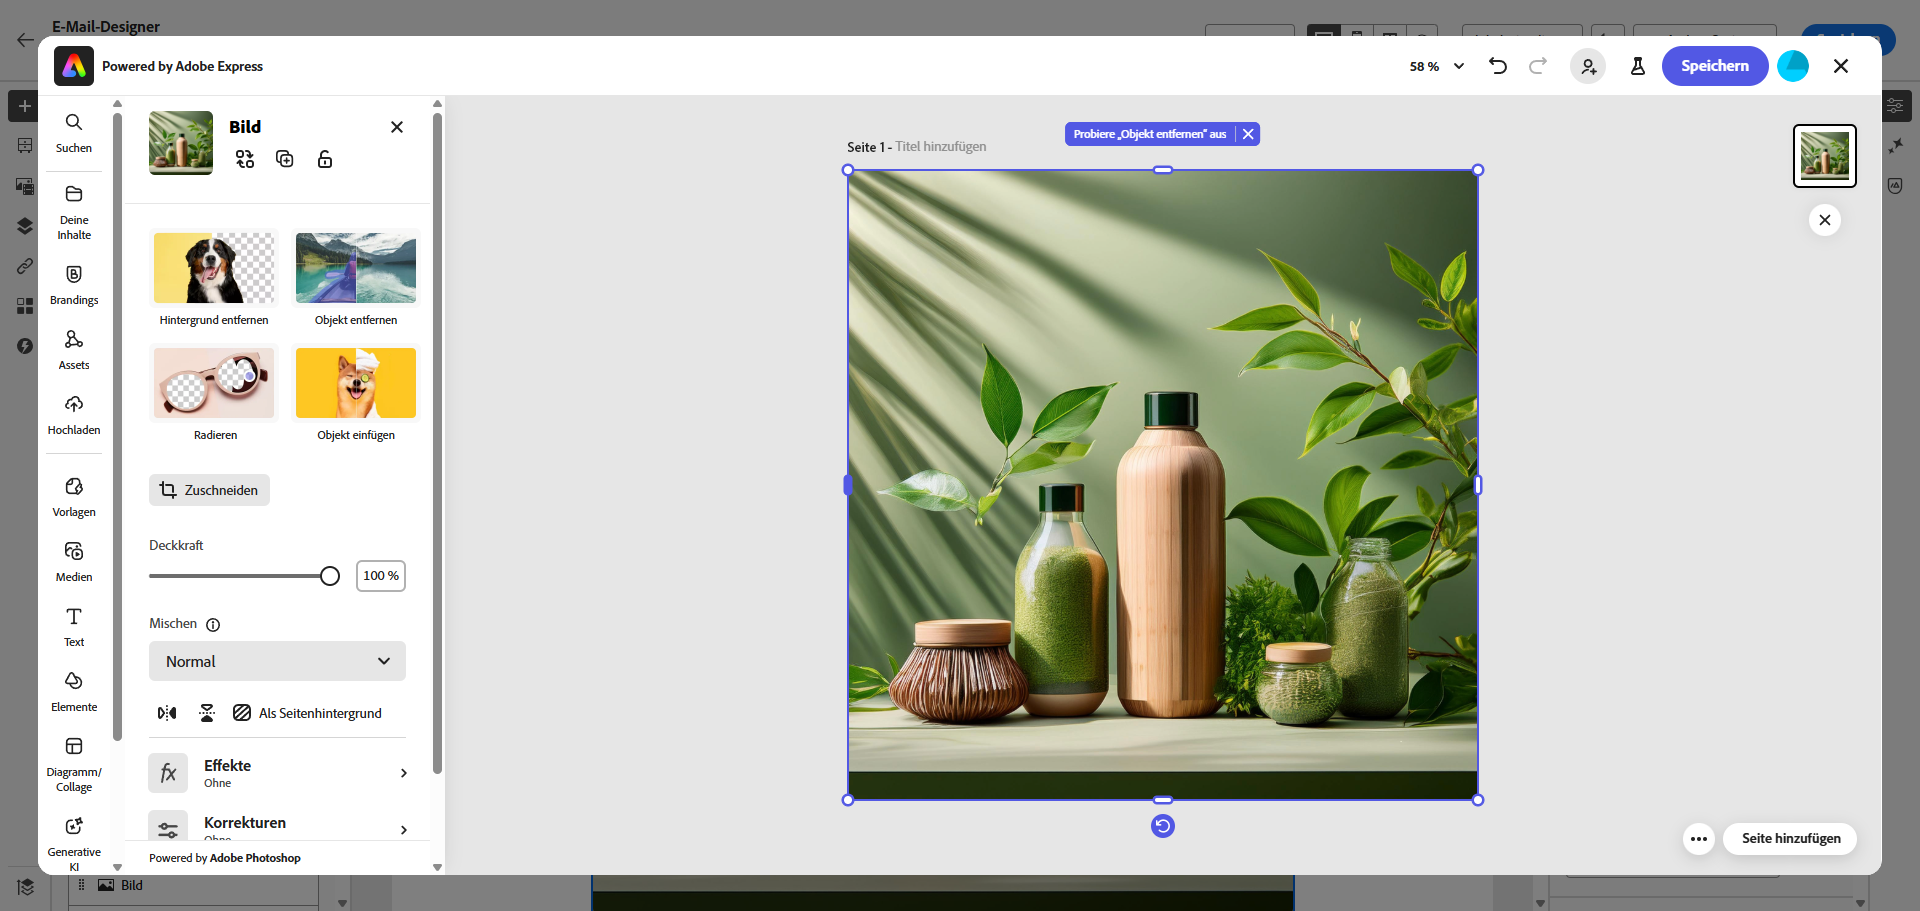 E-Mail-Designer
Powered by Adobe Express
58 %
Speichern
Suchen
Deine
Inhalte
Brandings
Assets
Hochladen
Vorlagen
Medien
Text
Elemente
Diagramm/
Collage
Generative
KI
Bild
Hintergrund entfernen
Objekt entfernen
Radieren
Objekt einfügen
Zuschneiden
Deckkraft
100 %
Mischen
Normal
Als Seitenhintergrund
Effekte
Ohne
Korrekturen
Ohne
Powered by Adobe Photoshop
Seite 1 - Titel hinzufügen
Probiere „Objekt entfernen“ aus
Seite hinzufügen
Bild